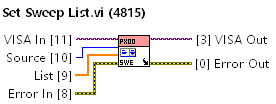 Set Sweep List.vi (4815)
VISA In [11]
PXDO
[3] VISA Out
Source [10]
List [9]
SWE
[0] Error Out
Error In [8]